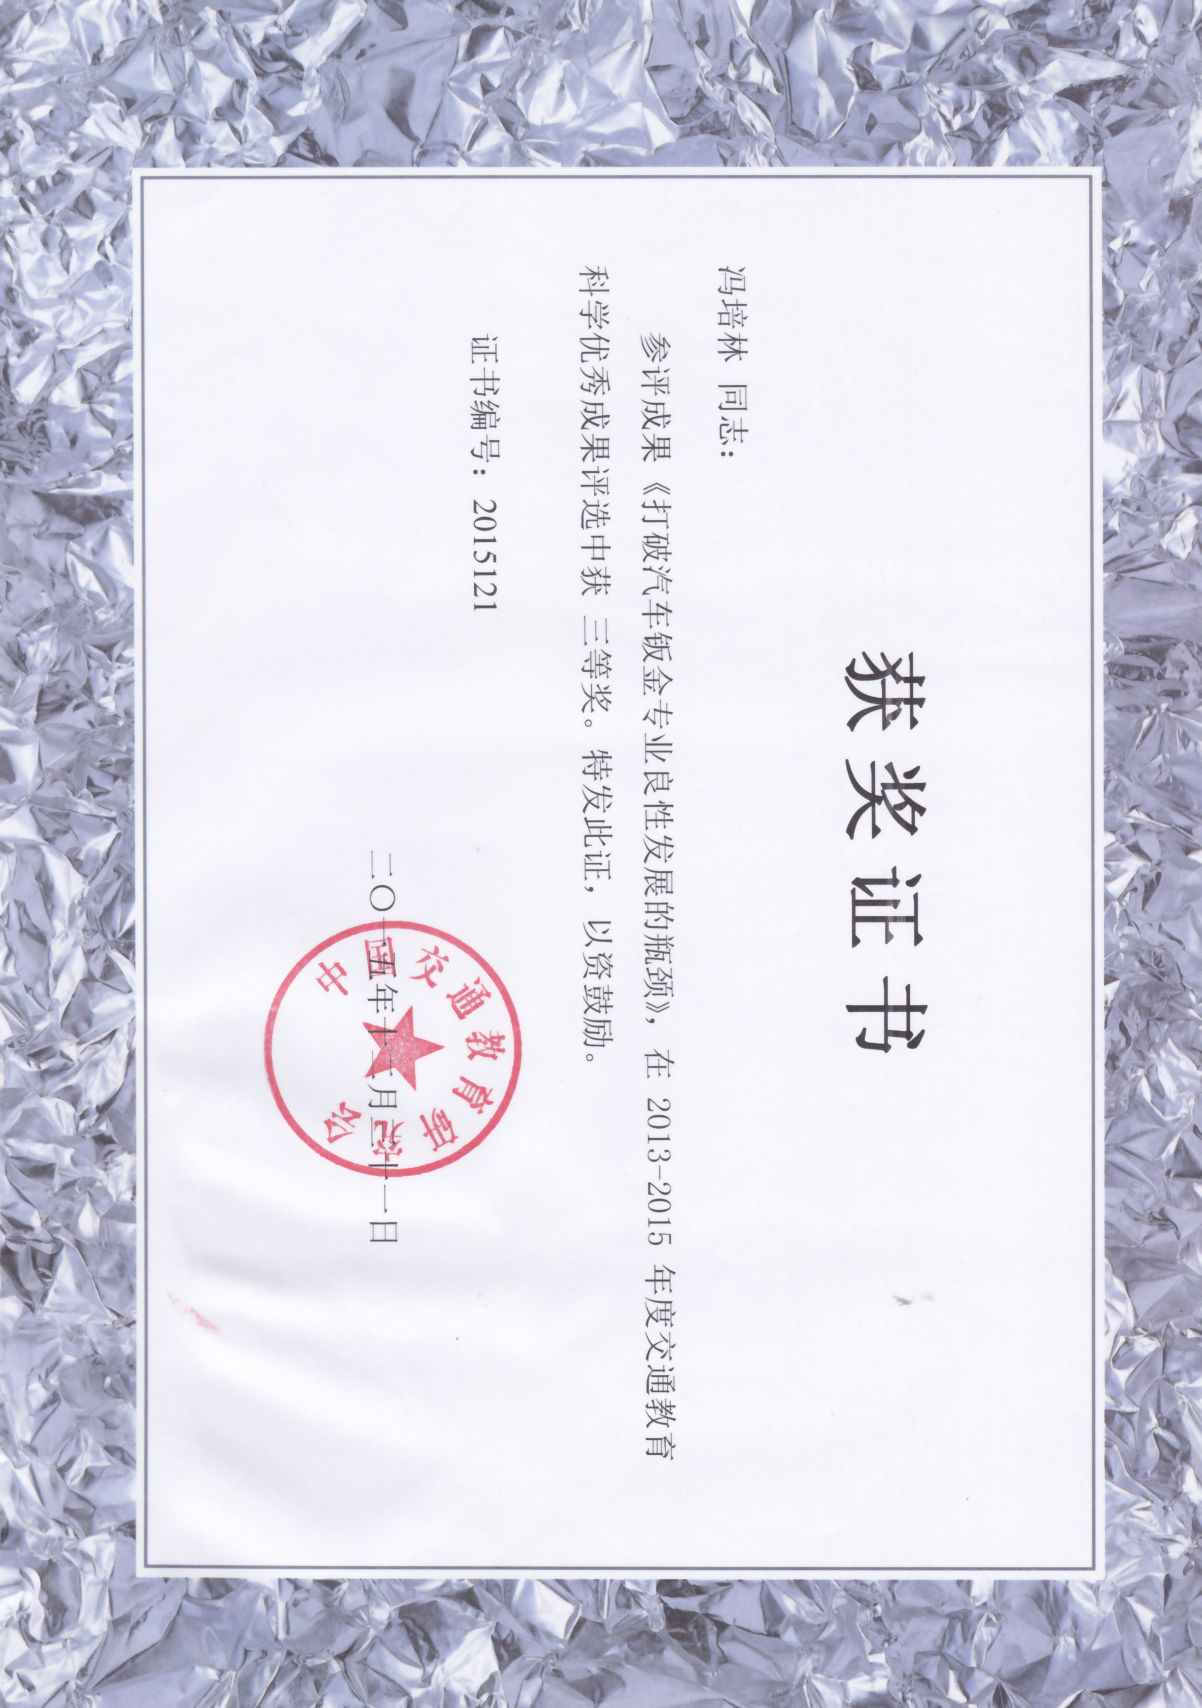 获奖证书
冯培林 同志：
参评成果《打破汽车钣金专业良性发展的瓶颈》，在 2013-2015 年度交通教育
科学优秀成果评选中获 三等奖。特发此证，以资鼓励。
证书编号：2015121
中国交通教育研究会
二〇一五年十二月三十一日